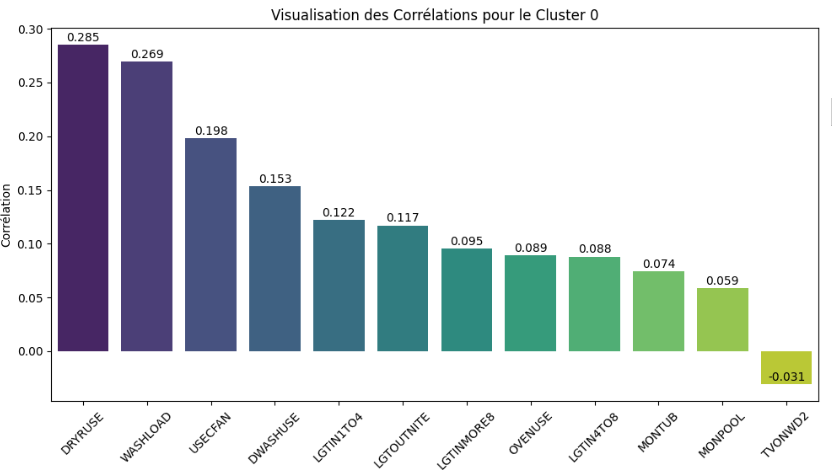 Visualisation des Corrélations pour le Cluster 0
Corrélation
0.30
0.25
0.20
0.15
0.10
0.05
0.00
0.285
0.269
0.198
0.153
0.122
0.117
0.095
0.089
0.088
0.074
0.059
-0.031
DRYRUSE
WASHLOAD
USECFAN
DWASHUSE
LGTIN1TO4
LGTOUTNITE
LGTINMORE8
OVENUSE
LGTIN4TO8
MONTUB
MONPOOL
TVONWD2